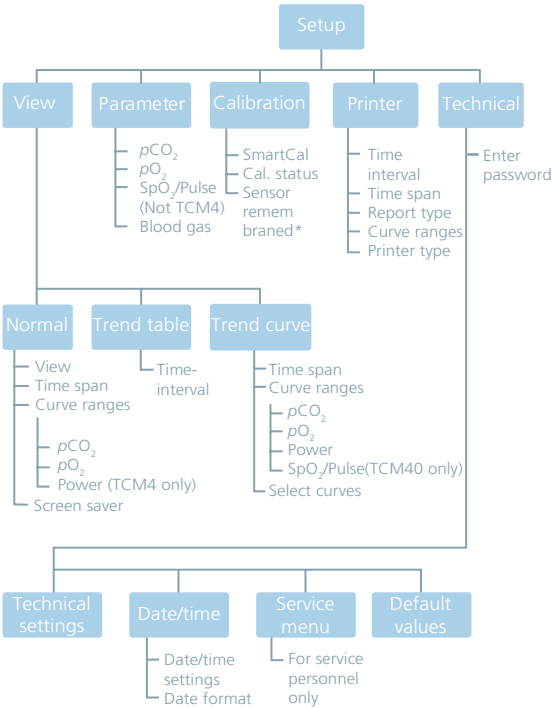 Setup
View
Parameter
Calibration
Printer
Technical
pCO2
pO2
SpO2/Pulse
(Not TCM4)
Blood gas
SmartCal
Cal. status
Sensor
remem
braned*
Time
interval
Time span
Report type
Curve ranges
Printer type
Enter
password
Normal
Trend table
Trend curve
View
Time span
Curve ranges
pCO2
pO2
Power (TCM4 only)
Screen saver
Time-
interval
Time span
Curve ranges
pCO2
pO2
Power
SpO2/Pulse(TCM40 only)
Select curves
Technical
settings
Date/time
Service
menu
Default
values
Date/time
settings
Date format
For service
personnel
only